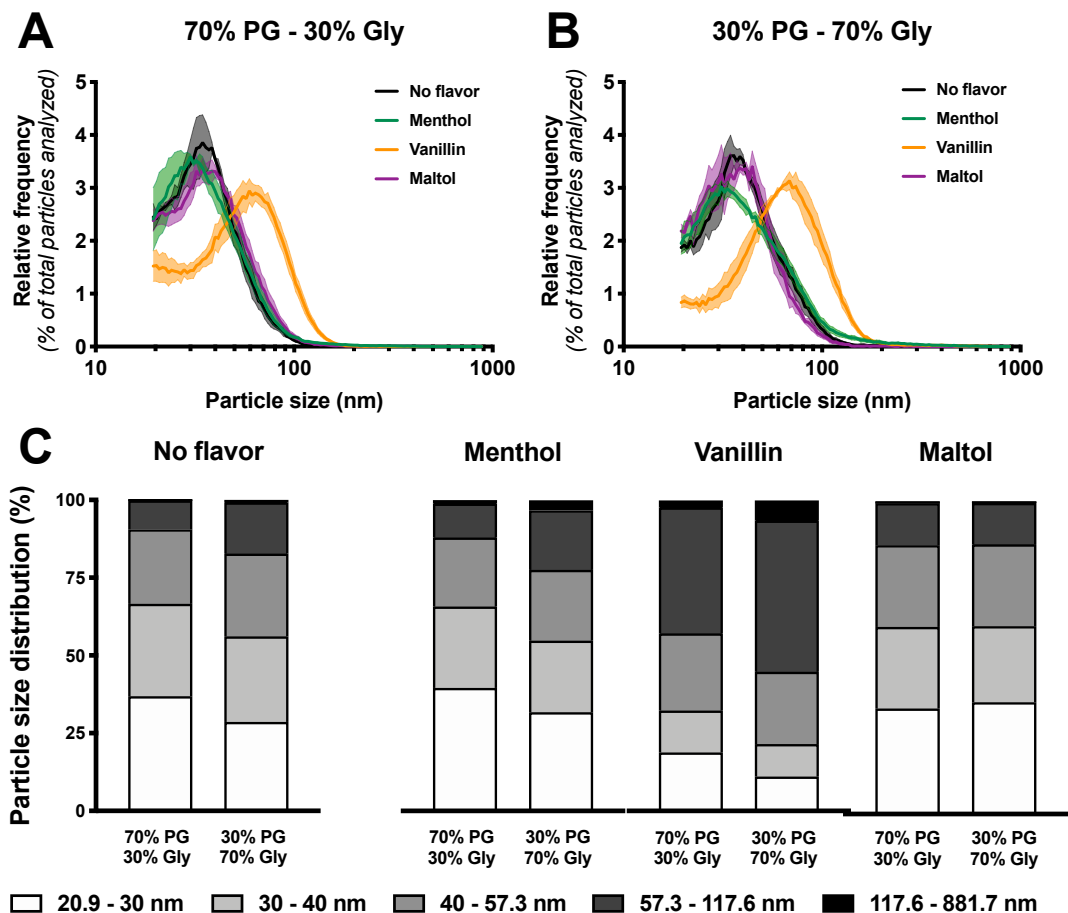 A
70% PG - 30% Gly
Relative frequency
(% of total particles analyzed)
5
4
3
2
1
0
10
100
1000
Particle size (nm)
No flavor
Menthol
Vanillin
Maltol
B
30% PG - 70% Gly
Relative frequency
(% of total particles analyzed)
5
4
3
2
1
0
10
100
1000
Particle size (nm)
No flavor
Menthol
Vanillin
Maltol
C
No flavor
Menthol
Vanillin
Maltol
Particle size distribution (%)
100
75
50
25
0
70% PG
30% Gly
30% PG
70% Gly
70% PG
30% Gly
30% PG
70% Gly
70% PG
30% Gly
30% PG
70% Gly
70% PG
30% Gly
30% PG
70% Gly
20.9 - 30 nm
30 - 40 nm
40 - 57.3 nm
57.3 - 117.6 nm
117.6 - 881.7 nm